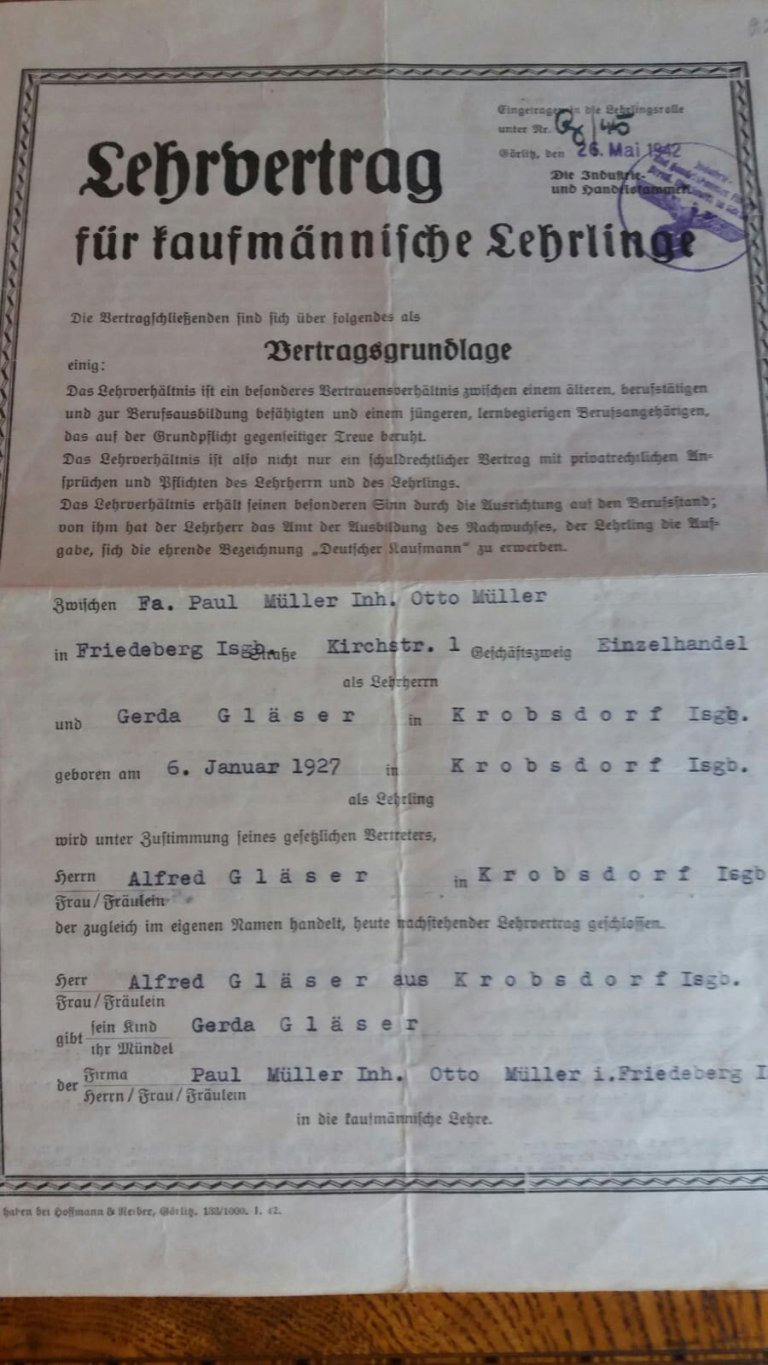 Eingetragen in die Lehrlingsrolle
unter Nr.
Görlitz, den 26. Mai 1942
Die Industrie-
und Handelskammer
Lehrvertrag
für kaufmännische Lehrlinge
Die Vertragschließenden sind sich über folgendes als
Vertragsgrundlage
einig:
Das Lehrverhältnis ist ein besonderes Vertrauensverhältnis zwischen einem älteren, berufstätigen
und zur Berufsausbildung befähigten und einem jüngeren, lernbegierigen Berufsangehörigen,
das auf der Grundpflicht gegenseitiger Treue beruht.
Das Lehrverhältnis ist also nicht nur ein schuldrechtlicher Vertrag mit privatrechtlichen An-
sprüchen und Pflichten des Lehrherrn und des Lehrlings.
Das Lehrverhältnis erhält seinen besonderen Sinn durch die Ausrichtung auf den Berufsstand;
von ihm hat der Lehrherr das Amt der Ausbildung des Nachwuchses, der Lehrling die Auf-
gabe, sich die ehrende Bezeichnung „Deutscher Kaufmann" zu erwerben.
Zwischen Fa. Paul Müller Inh. Otto Müller
in Friedeberg Isgb. Straße Kirchstr. 1 Geschäftszweig Einzelhandel
als Lehrherrn
und Gerda G l ä s e r in K r o b s d o r f Isgb.
geboren am 6. Januar 1927 in K r o b s d o r f Isgb.
als Lehrling
wird unter Zustimmung seines gesetzlichen Vertreters,
Herrn Alfred G l ä s e r in K r o b s d o r f Isgb
Frau/Fräulein
der zugleich im eigenen Namen handelt, heute nachstehender Lehrvertrag geschlossen.
Herr Alfred G l ä s e r aus K r o b s d o r f Isgb.
Frau/Fräulein
gibt sein Kind Gerda G l ä s e r
ihr Mündel
der Firma Paul Müller Inh. Otto Müller i.Friedeberg I
Herrn/Frau/Fräulein
in die kaufmännische Lehre.
haben bei Hoffmann & Reiber, Görlitz. 133/1000. 1. 42.